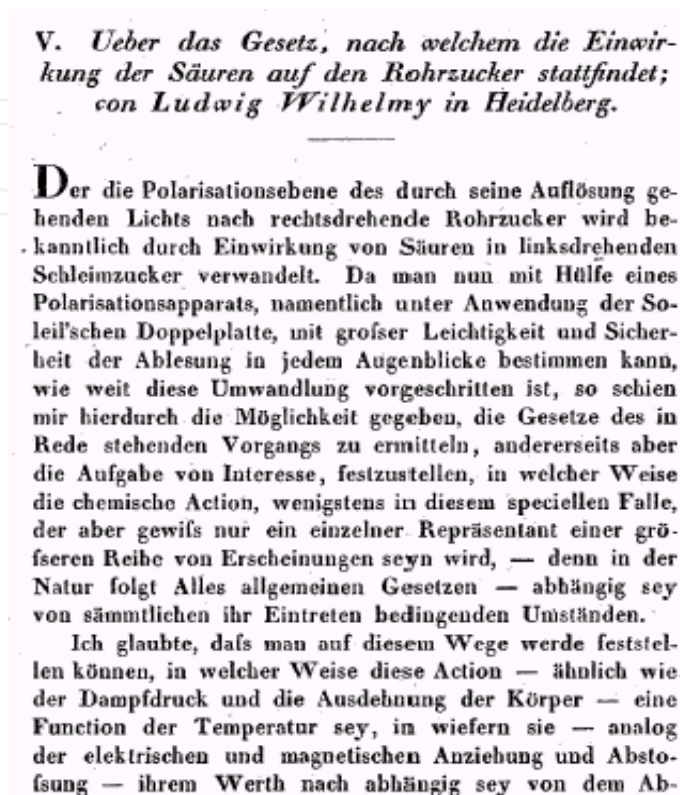 V. Ueber das Gesetz, nach welchem die Einwir-
kung der Säuren auf den Rohrzucker stattfindet;
von Ludwig Wilhelmy in Heidelberg.
Der die Polarisationsebene des durch seine Auflösung ge-
henden Lichts nach rechtsdrehende Rohrzucker wird be-
kanntlich durch Einwirkung von Säuren in linksdrehenden
Schleimzucker verwandelt. Da man nun mit Hülfe eines
Polarisationsapparats, namentlich unter Anwendung der So-
leil'schen Doppelplatte, mit groſser Leichtigkeit und Sicher-
heit der Ablesung in jedem Augenblicke bestimmen kann,
wie weit diese Umwandlung vorgeschritten ist, so schien
mir hierdurch die Möglichkeit gegeben, die Gesetze des in
Rede stehenden Vorgangs zu ermitteln, andererseits aber
die Aufgabe von Interesse, festzustellen, in welcher Weise
die chemische Action, wenigstens in diesem speciellen Falle,
der aber gewiſs nur ein einzelner Repräsentant einer grö-
ſseren Reihe von Erscheinungen seyn wird, — denn in der
Natur folgt Alles allgemeinen Gesetzen — abhängig sey
von sämmtlichen ihr Eintreten bedingenden Umständen.
Ich glaubte, daſs man auf diesem Wege werde feststel-
len können, in welcher Weise diese Action — ähnlich wie
der Dampfdruck und die Ausdehnung der Körper — eine
Function der Temperatur sey, in wiefern sie — analog
der elektrischen und magnetischen Anziehung und Absto-
ſsung — ihrem Werth nach abhängig sey von dem Ab-